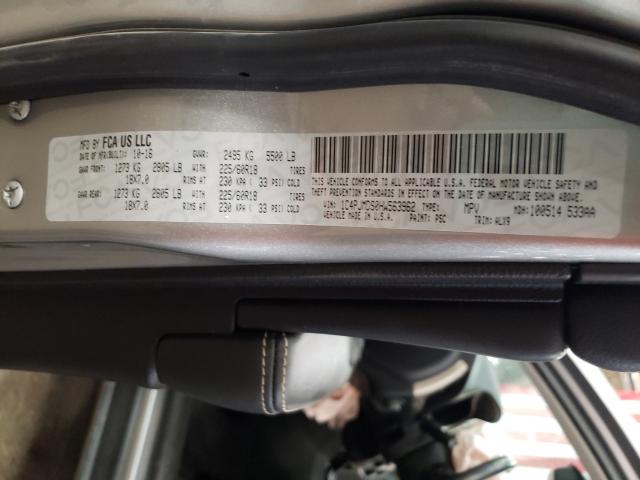 MFD BY FCA US LLC
DATE OF MFR/BUILT: 10-16 GVWR: 2495 KG 5500 LB
GAWR FRONT: 1273 KG 2805 LB WITH 225/60R18 TIRES
18X7.0 RIMS AT 230 KPA ( 33 PSI) COLD
GAWR REAR: 1273 KG 2805 LB WITH 225/60R18 TIRES
18X7.0 RIMS AT 230 KPA ( 33 PSI) COLD
THIS VEHICLE CONFORMS TO ALL APPLICABLE U.S.A. FEDERAL MOTOR VEHICLE SAFETY AND
THEFT PREVENTION STANDARDS IN EFFECT ON THE DATE OF MANUFACTURE SHOWN ABOVE.
VIN: TYPE: MPV MDH: 100514 533AA
VEHICLE MADE IN U.S.A. PAINT: PSC TRIM: ALX9